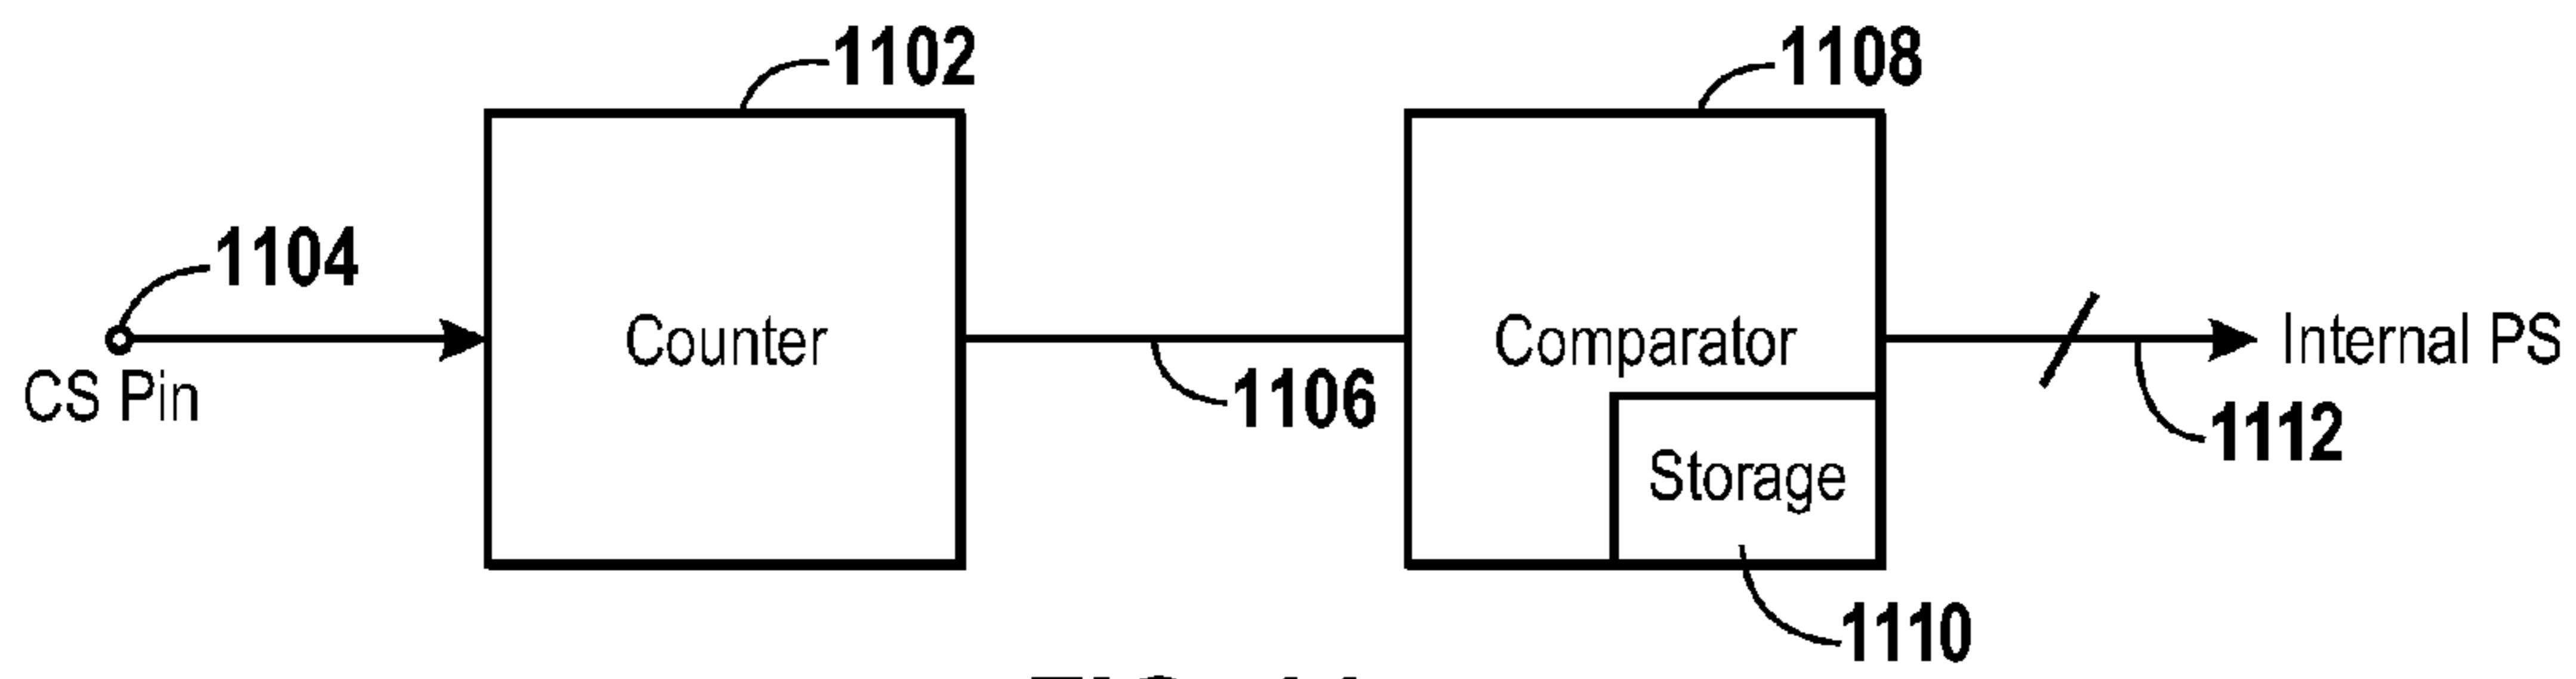 1102
1108
1104
Counter
Comparator
Internal PS
CS Pin
1106
1112
Storage
1110